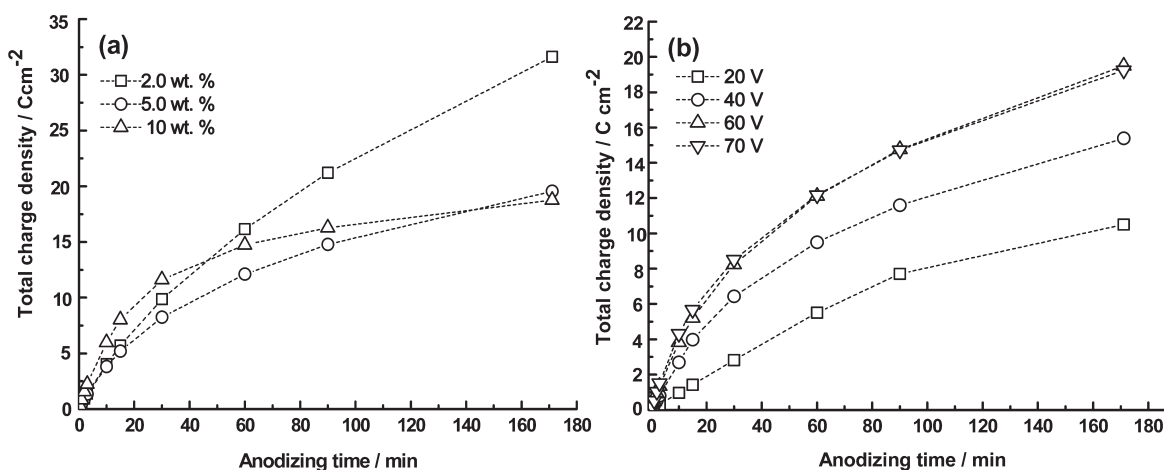 (a)
2.0 wt. %
5.0 wt. %
10 wt. %
Total charge density / Ccm-2
35
30
25
20
15
10
5
0
0 20 40 60 80 100 120 140 160 180
Anodizing time / min
(b)
20 V
40 V
60 V
70 V
Total charge density / C cm-2
22
20
18
16
14
12
10
8
6
4
2
0
0 20 40 60 80 100 120 140 160 180
Anodizing time / min